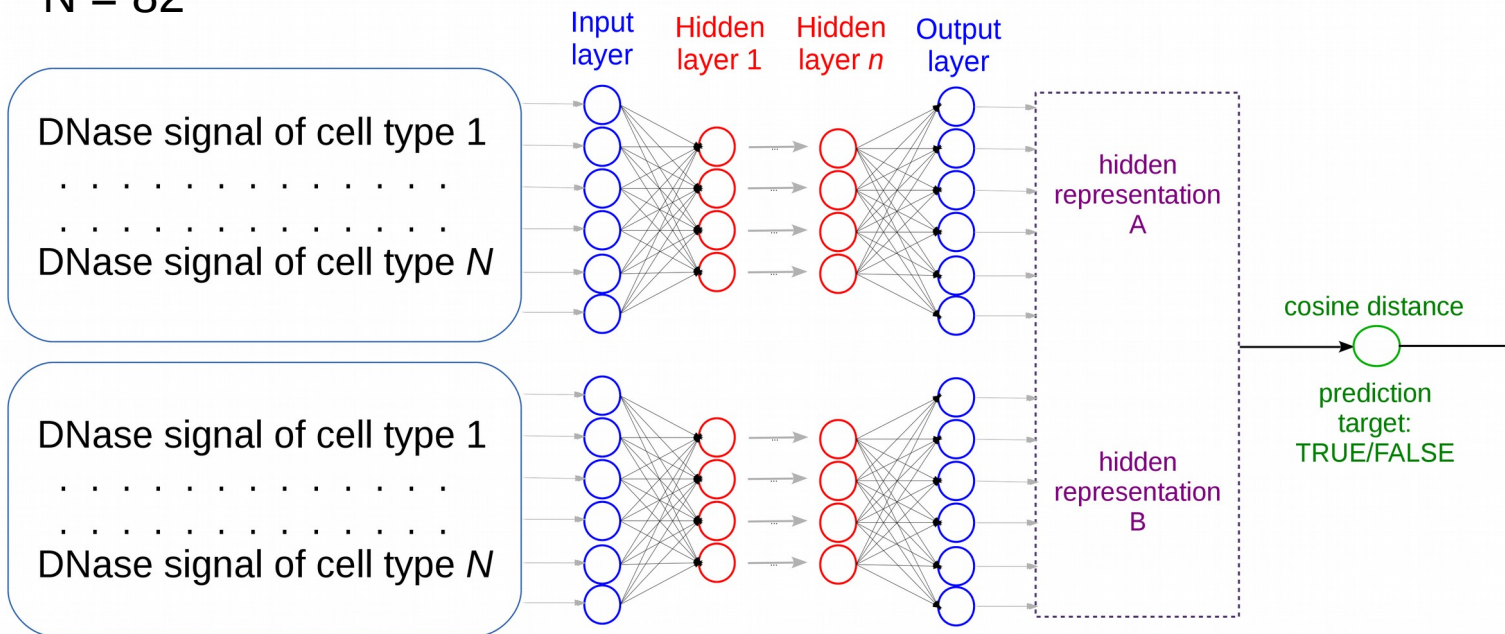 N = 82
Input
layer
Hidden
layer 1
Hidden
layer n
Output
layer
DNase signal of cell type 1
. . . . . . . . . . . . .
. . . . . . . . . . . . .
DNase signal of cell type N
...
...
...
...
hidden
representation
A
DNase signal of cell type 1
. . . . . . . . . . . . .
. . . . . . . . . . . . .
DNase signal of cell type N
...
...
...
...
hidden
representation
B
cosine distance
prediction
target:
TRUE/FALSE